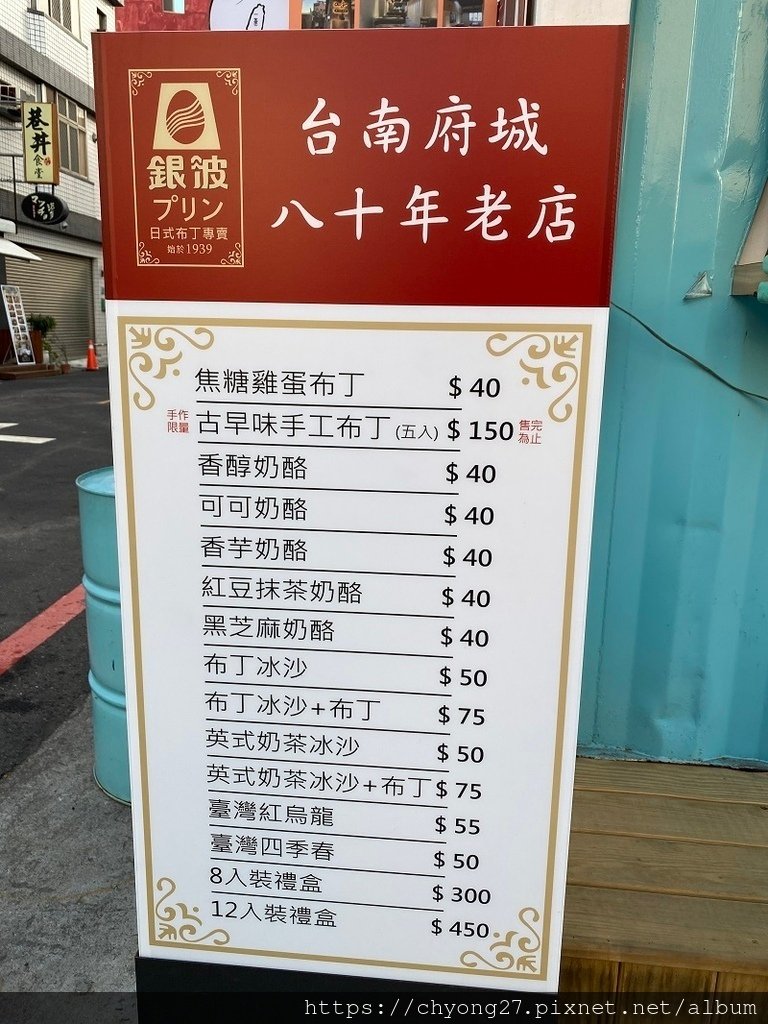 巷弄
食堂
台南府城
八十年老店
銀波
プリン
日式布丁專賣
始於1939
焦糖雞蛋布丁 $40
手作
限量
古早味手工布丁(五入) $150
售完
為止
香醇奶酪 $40
可可奶酪 $40
香芋奶酪 $40
紅豆抹茶奶酪 $40
黑芝麻奶酪 $40
布丁冰沙 $50
布丁冰沙+布丁 $75
英式奶茶冰沙 $50
英式奶茶冰沙+布丁 $75
臺灣紅烏龍 $55
臺灣四季春 $50
8入裝禮盒 $300
12入裝禮盒 $450
https://chyong27.pixnet.net/album